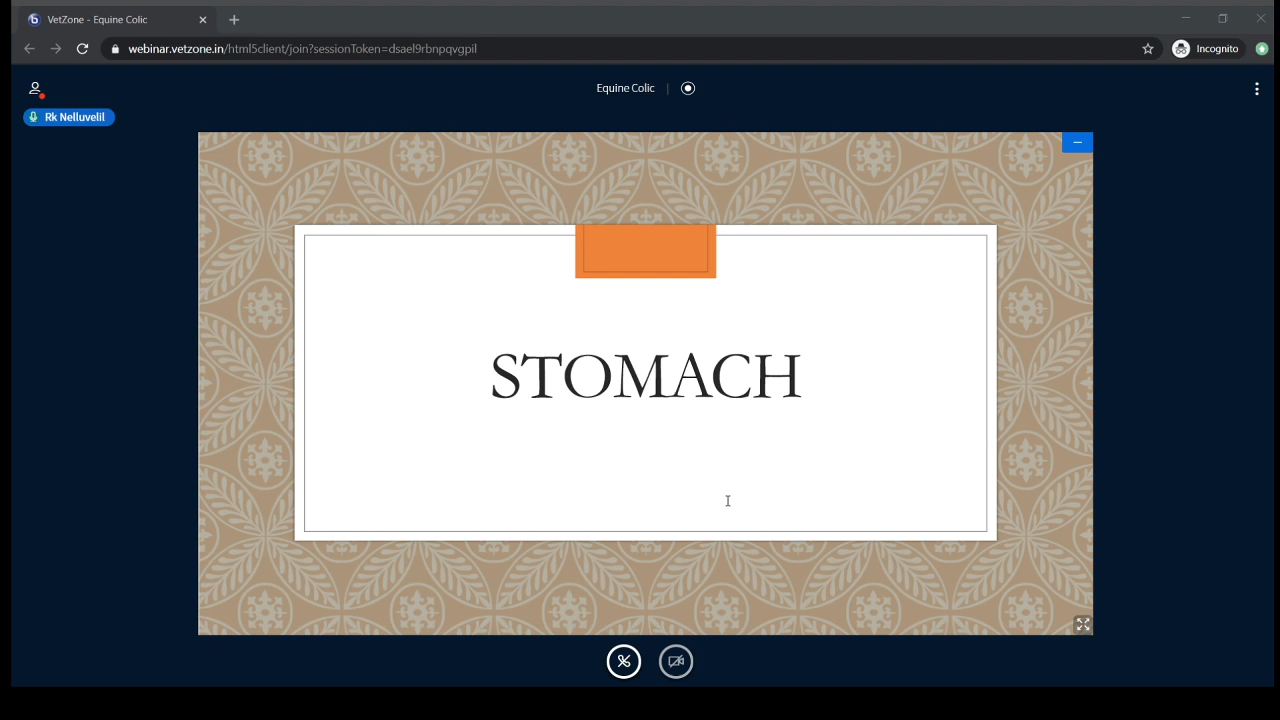 VetZone - Equine Colic
webinar.vetzone.in/html5client/join?sessionToken=dsael9rbnpqvgpil
Incognito
Equine Colic
Rk Nelluvelil
STOMACH